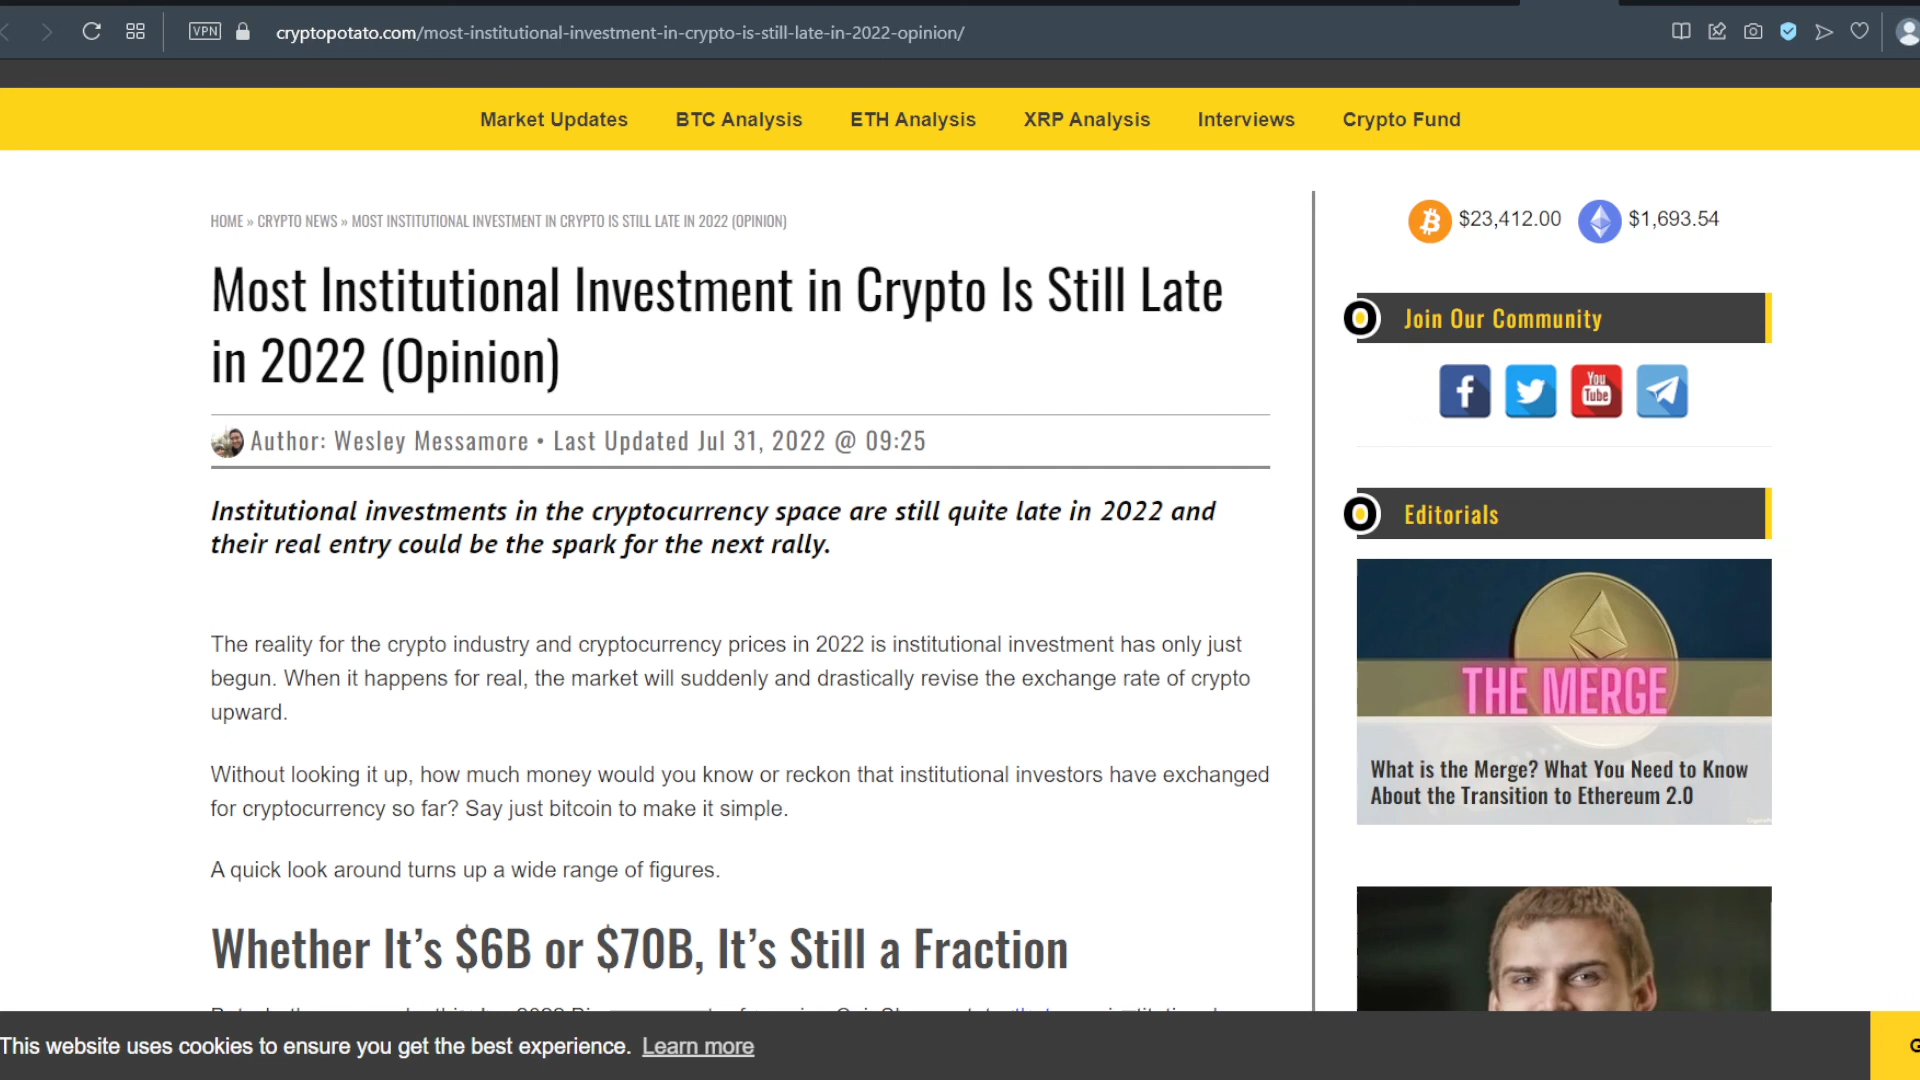 VPN
cryptopotato.com/most-institutional-investment-in-crypto-is-still-late-in-2022-opinion/
Market Updates
BTC Analysis
ETH Analysis
XRP Analysis
Interviews
Crypto Fund
HOME » CRYPTO NEWS » MOST INSTITUTIONAL INVESTMENT IN CRYPTO IS STILL LATE IN 2022 (OPINION)
Most Institutional Investment in Crypto Is Still Late
in 2022 (Opinion)
Author: Wesley Messamore • Last Updated Jul 31, 2022 @ 09:25
Institutional investments in the cryptocurrency space are still quite late in 2022 and
their real entry could be the spark for the next rally.
The reality for the crypto industry and cryptocurrency prices in 2022 is institutional investment has only just
begun. When it happens for real, the market will suddenly and drastically revise the exchange rate of crypto
upward.
Without looking it up, how much money would you know or reckon that institutional investors have exchanged
for cryptocurrency so far? Say just bitcoin to make it simple.
A quick look around turns up a wide range of figures.
Whether It's $6B or $70B, It's Still a Fraction
$23,412.00
$1,693.54
Join Our Community
You
Tube
Editorials
THE MERGE
What is the Merge? What You Need to Know
About the Transition to Ethereum 2.0
This website uses cookies to ensure you get the best experience. Learn more